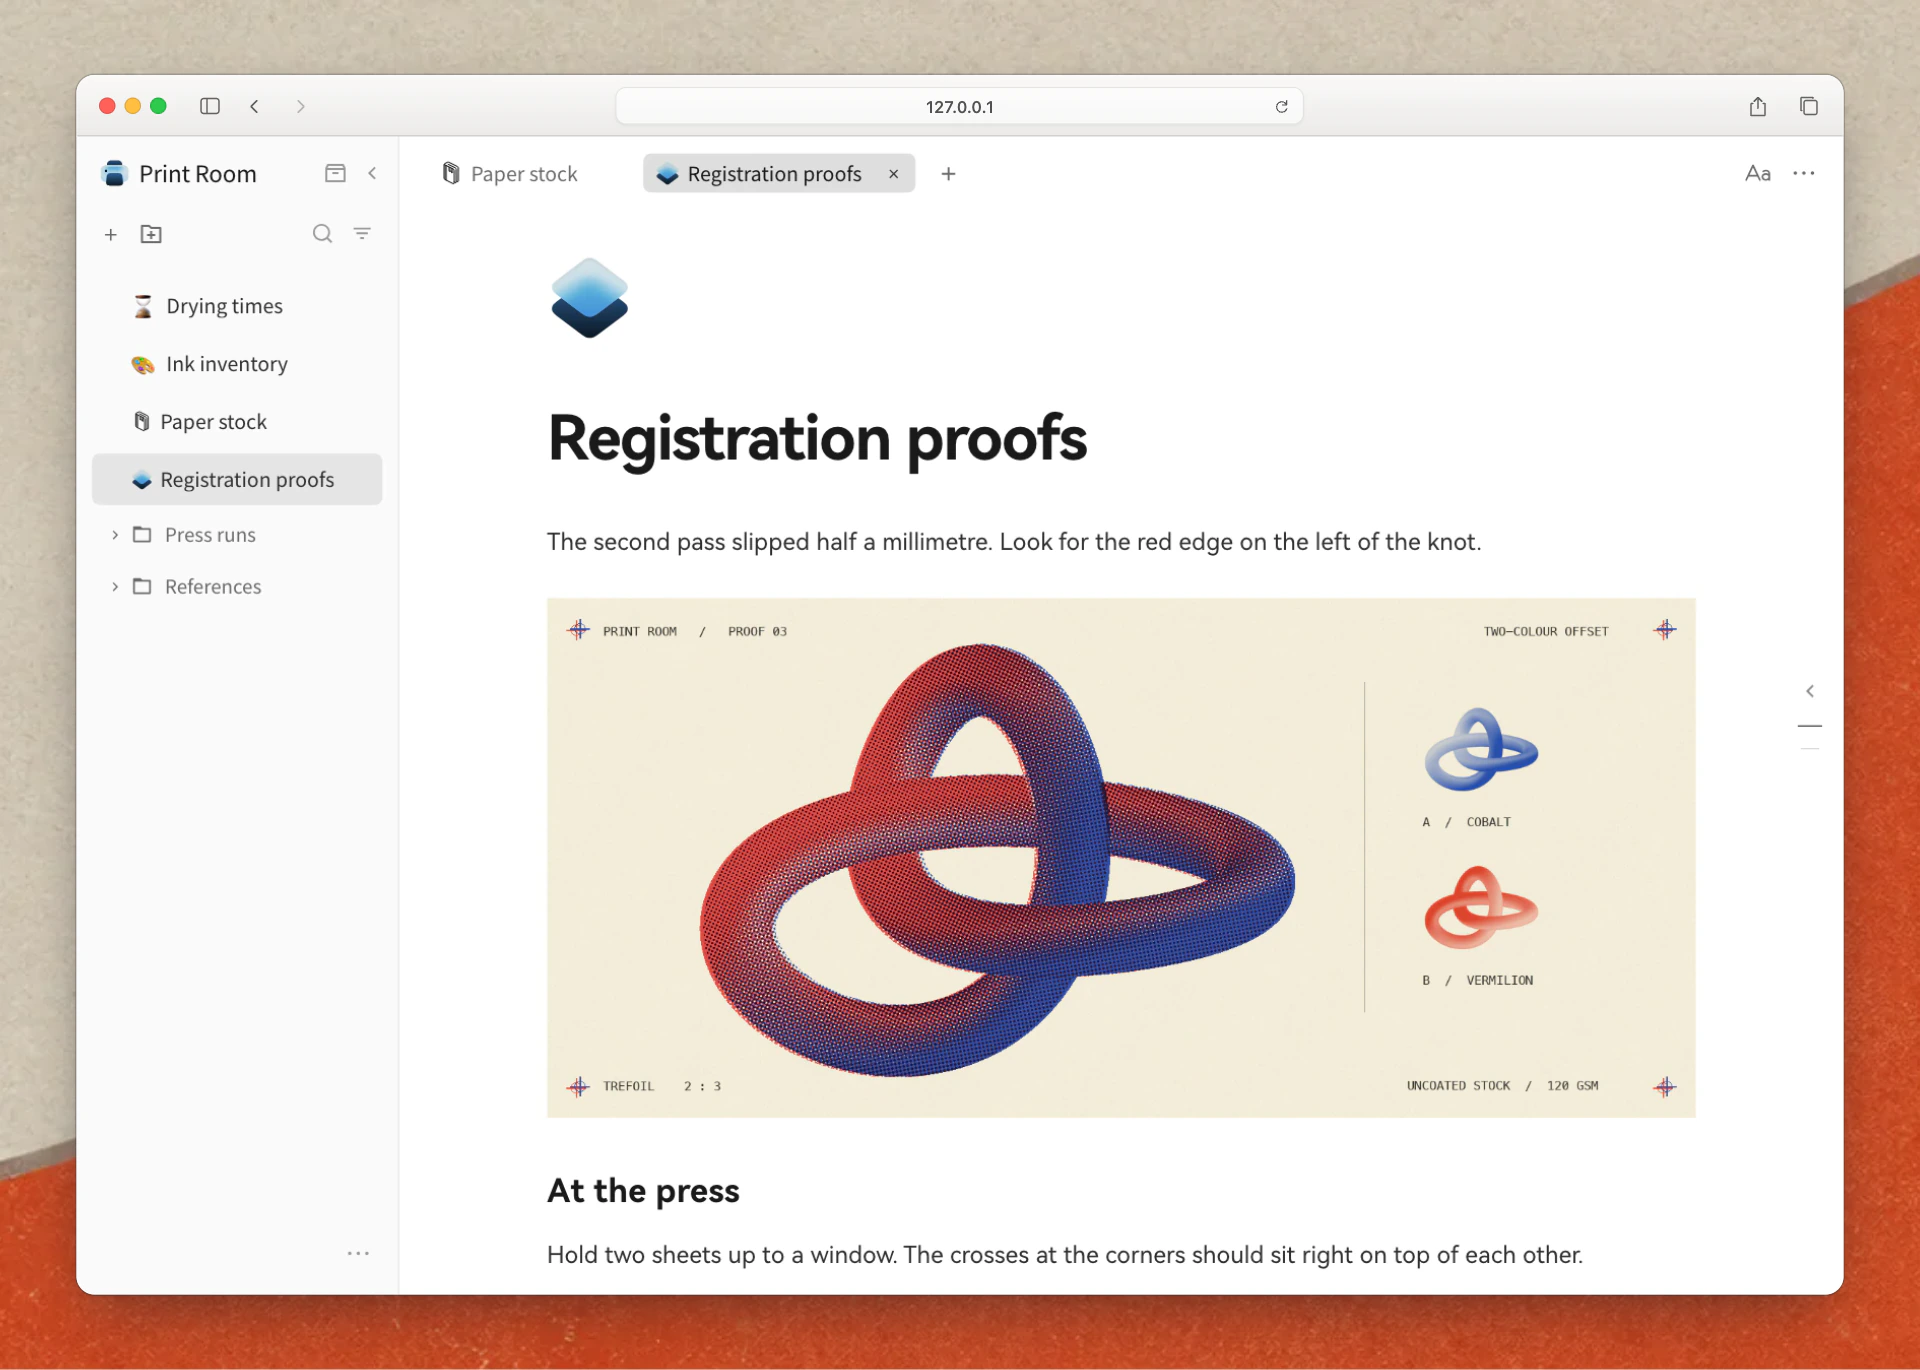 127.0.0.1
Print Room
Paper stock
Registration proofs
Aa
Drying times
Ink inventory
Paper stock
Registration proofs
Press runs
References
Registration proofs
The second pass slipped half a millimetre. Look for the red edge on the left of the knot.
PRINT ROOM / PROOF 03
TWO–COLOUR OFFSET
A / COBALT
B / VERMILION
TREFOIL 2 : 3
UNCOATED STOCK / 120 GSM
At the press
Hold two sheets up to a window. The crosses at the corners should sit right on top of each other.